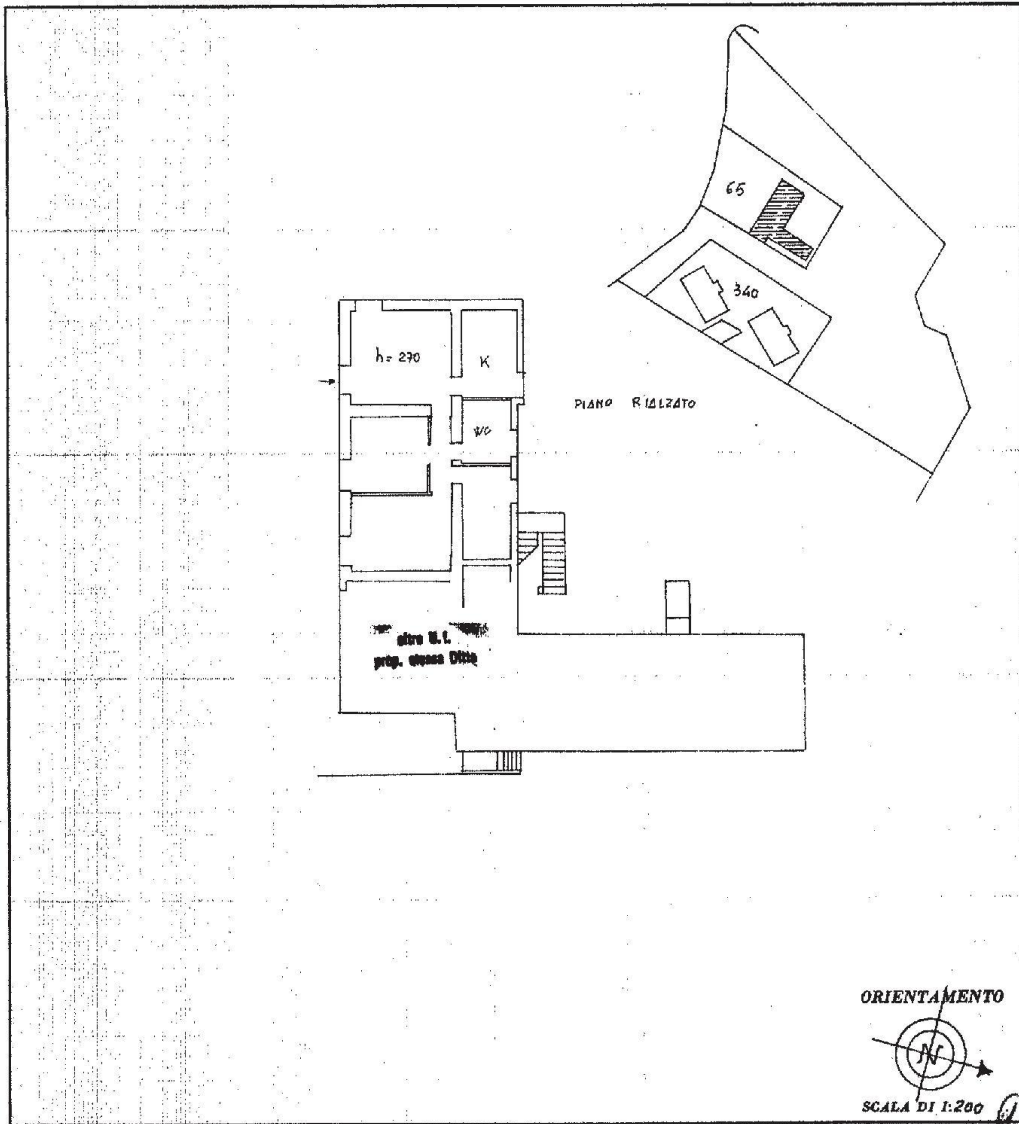 65
340
h= 270
K
PIANO RIALZATO
WC
altre U.I.
prop. stessa Ditta
ORIENTAMENTO
N
SCALA DI 1:200